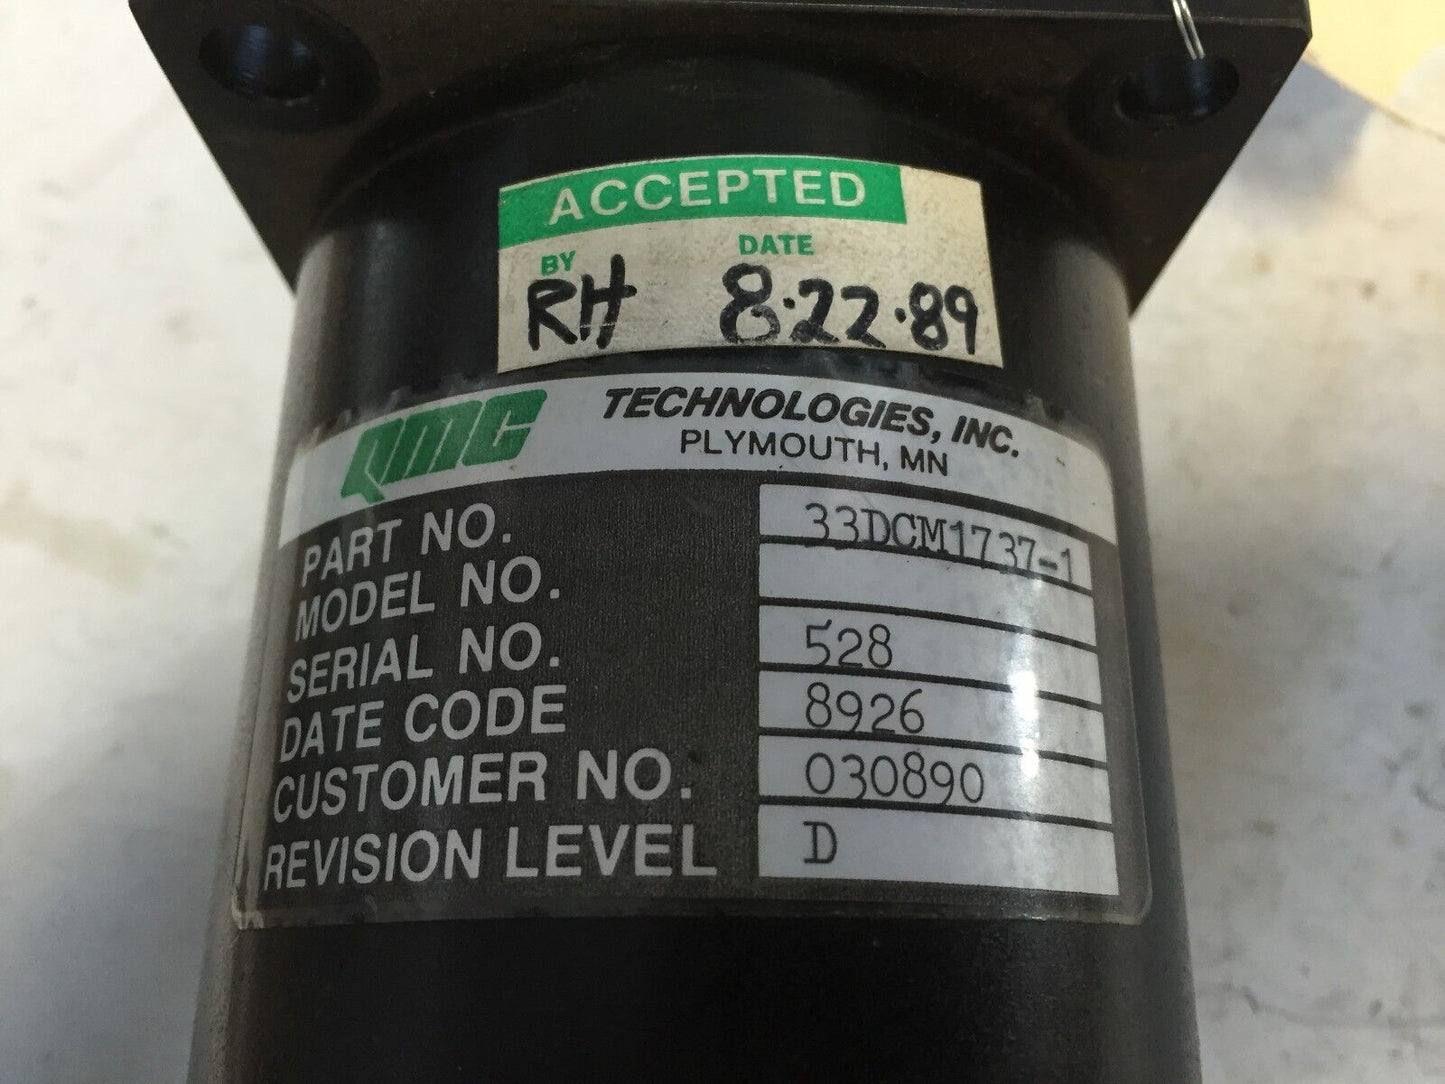 ACCEPTED
BY DATE
RH 8.22.89
QMC TECHNOLOGIES, INC.
PLYMOUTH, MN
PART NO. 33DCM1737-1
MODEL NO.
SERIAL NO. 528
DATE CODE 8926
CUSTOMER NO. 030890
REVISION LEVEL D